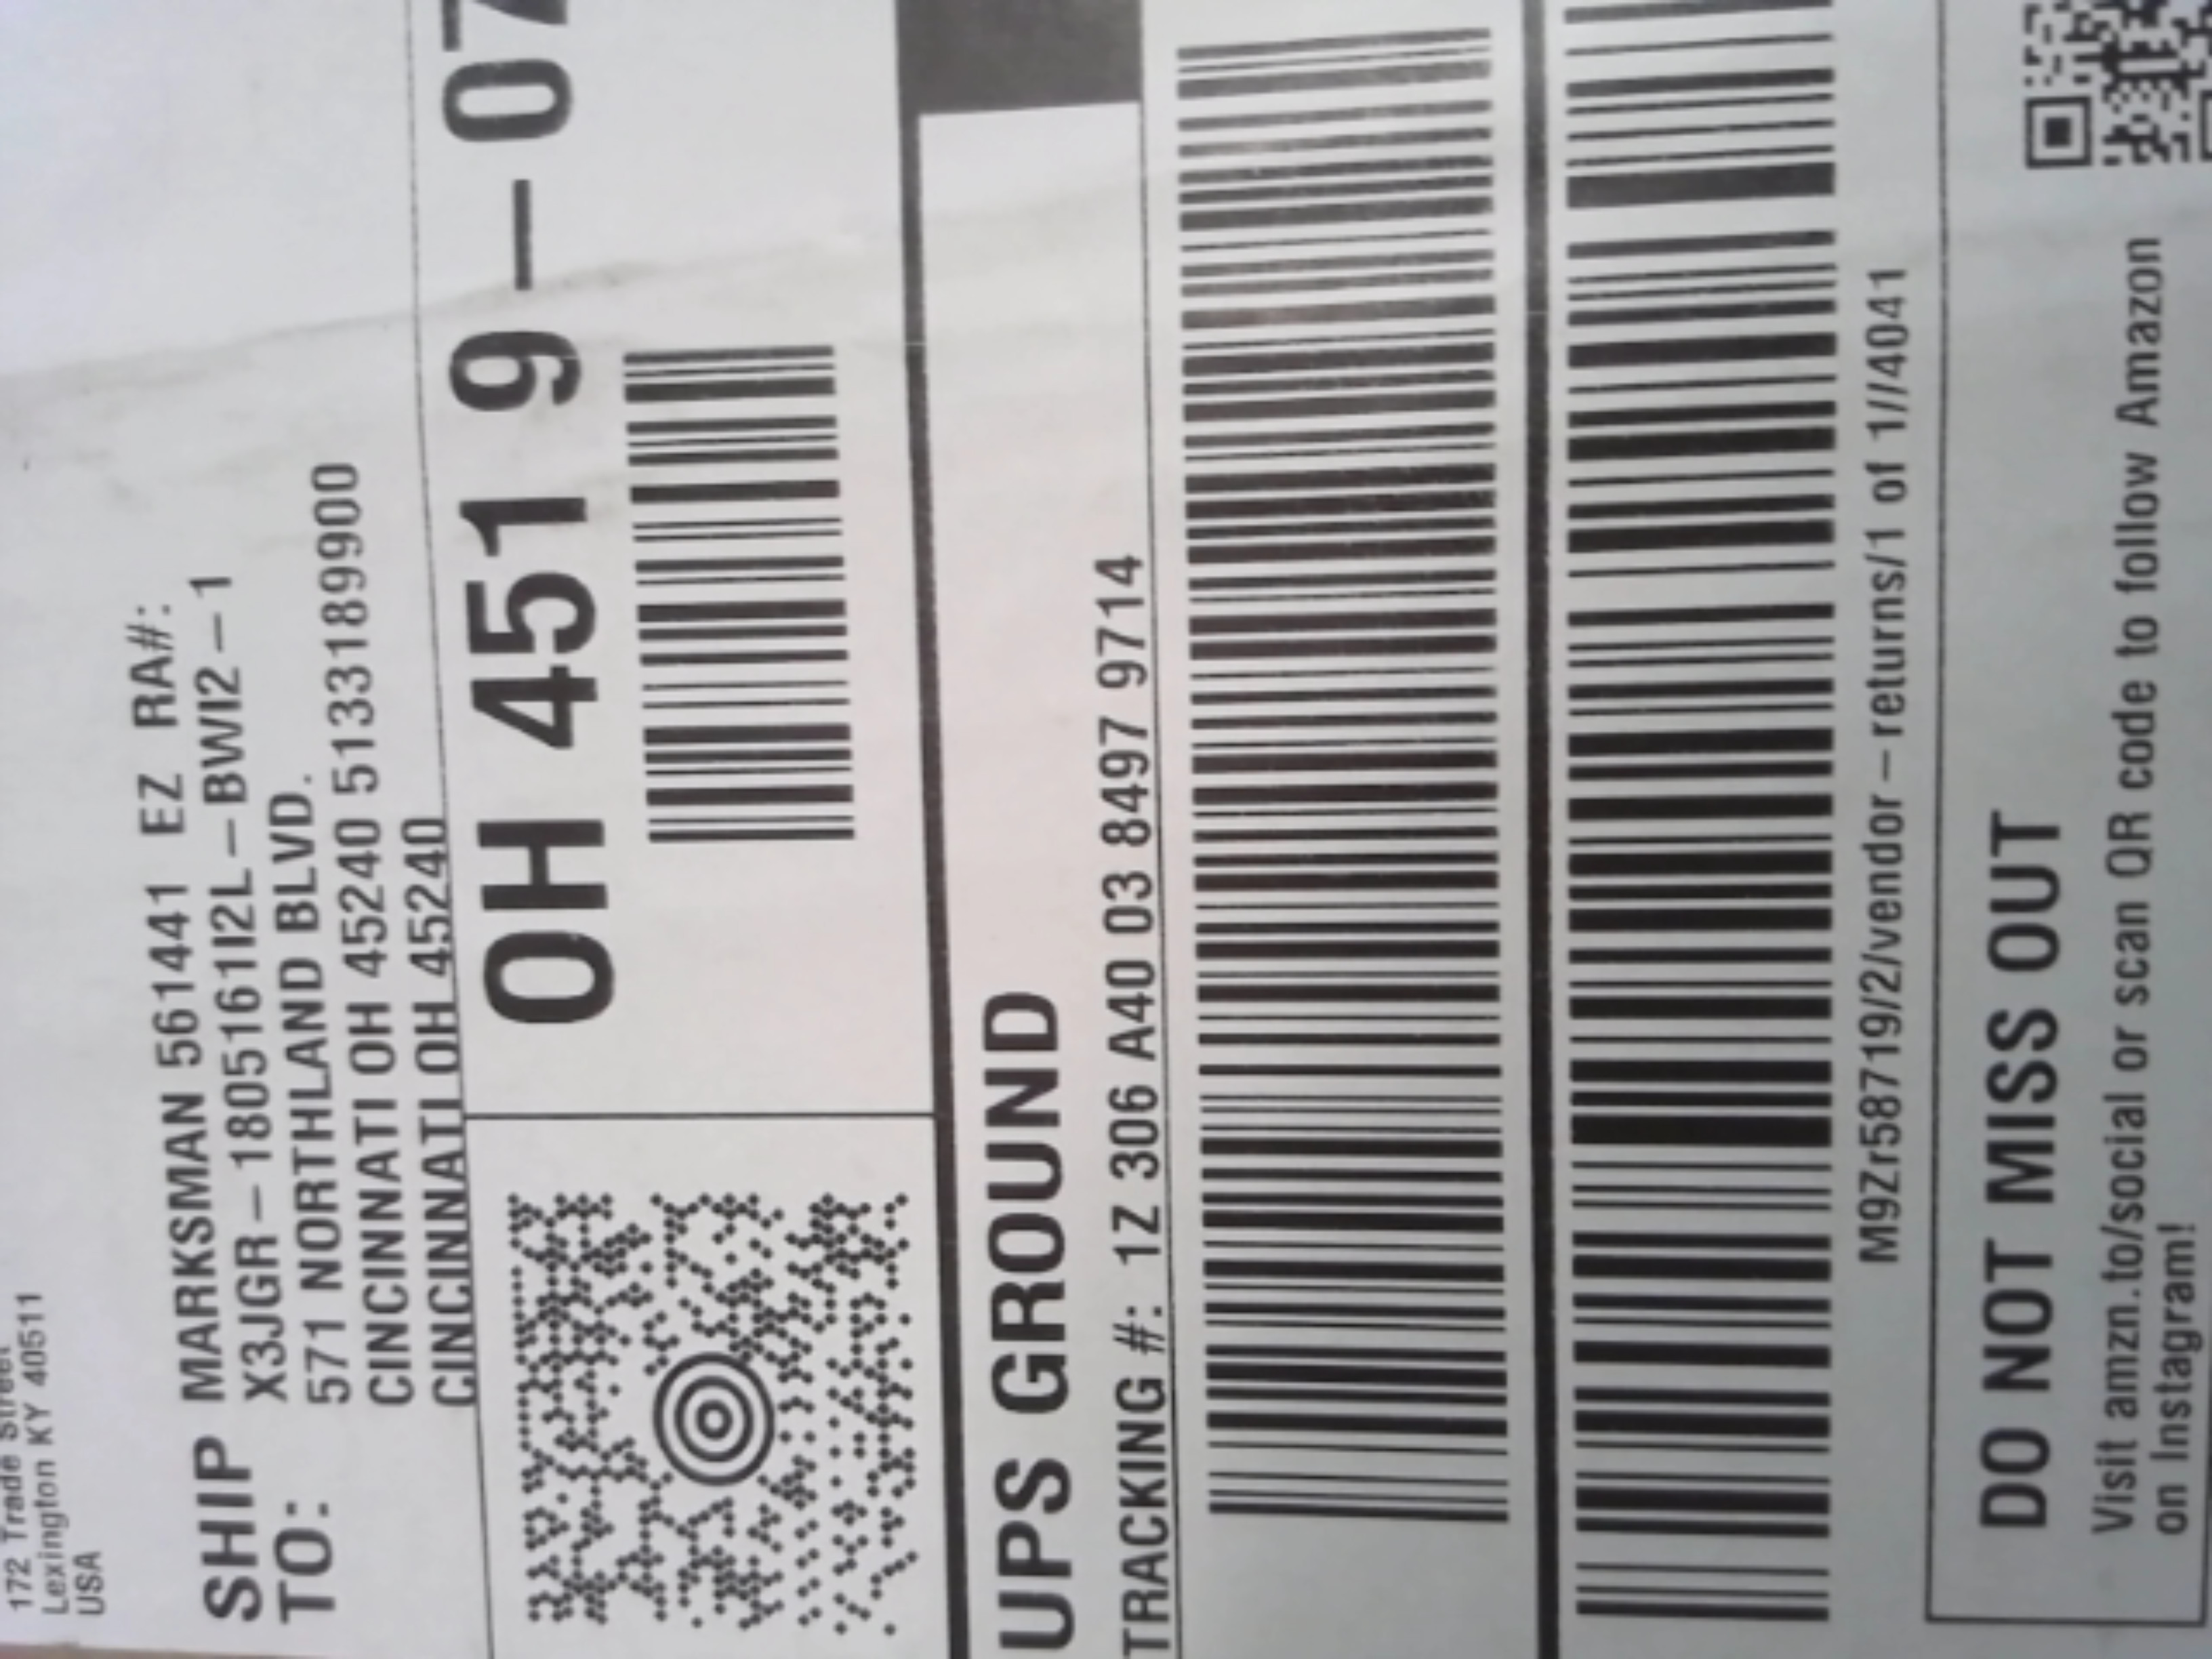 172 Trade Street
Lexington KY 40511
USA
SHIP TO:
MARKSMAN 561441 EZ RA#:
X3JGR-1805161I2L-BWI2-1
571 NORTHLAND BLVD.
CINCINNATI OH 45240 5133189900
CINCINNATI OH 45240
OH 451 9-07
UPS GROUND
TRACKING #: 1Z 306 A40 03 8497 9714
M9Zr58719/2/vendor-returns/1 of 1//4041
DO NOT MISS OUT
Visit amzn.to/social or scan QR code to follow Amazon
on Instagram!